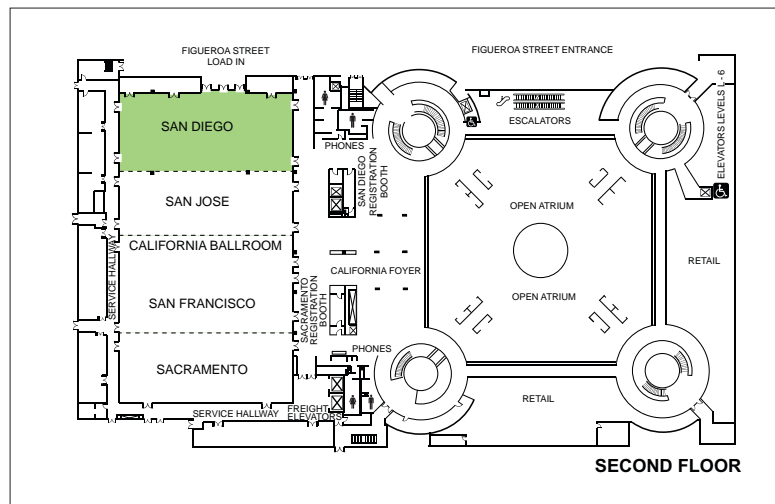 FIGUEROA STREET
LOAD IN
FIGUEROA STREET ENTRANCE
SAN DIEGO
ESCALATORS
PHONES
ELEVATORS LEVELS L - 6
SAN DIEGO
REGISTRATION
BOOTH
SAN JOSE
OPEN ATRIUM
CALIFORNIA BALLROOM
SERVICE HALLWAY
CALIFORNIA FOYER
RETAIL
SAN FRANCISCO
SACRAMENTO
REGISTRATION
BOOTH
OPEN ATRIUM
PHONES
SACRAMENTO
RETAIL
SERVICE HALLWAY
FREIGHT
ELEVATORS
SECOND FLOOR